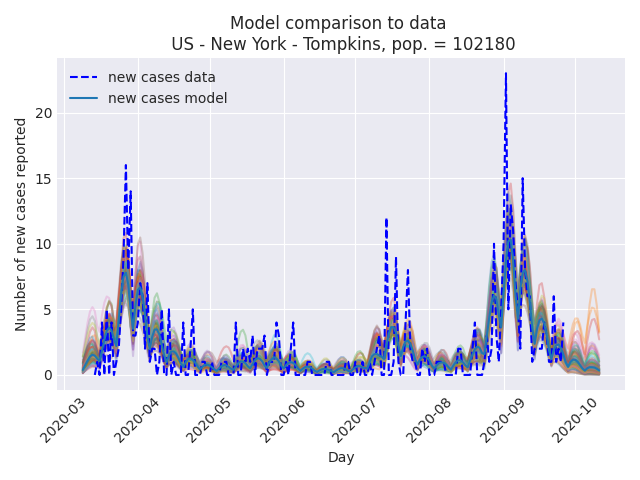 Model comparison to data
US - New York - Tompkins, pop. = 102180
new cases data
new cases model
Number of new cases reported
20
15
10
5
0
2020-03
2020-04
2020-05
2020-06
2020-07
2020-08
2020-09
2020-10
Day